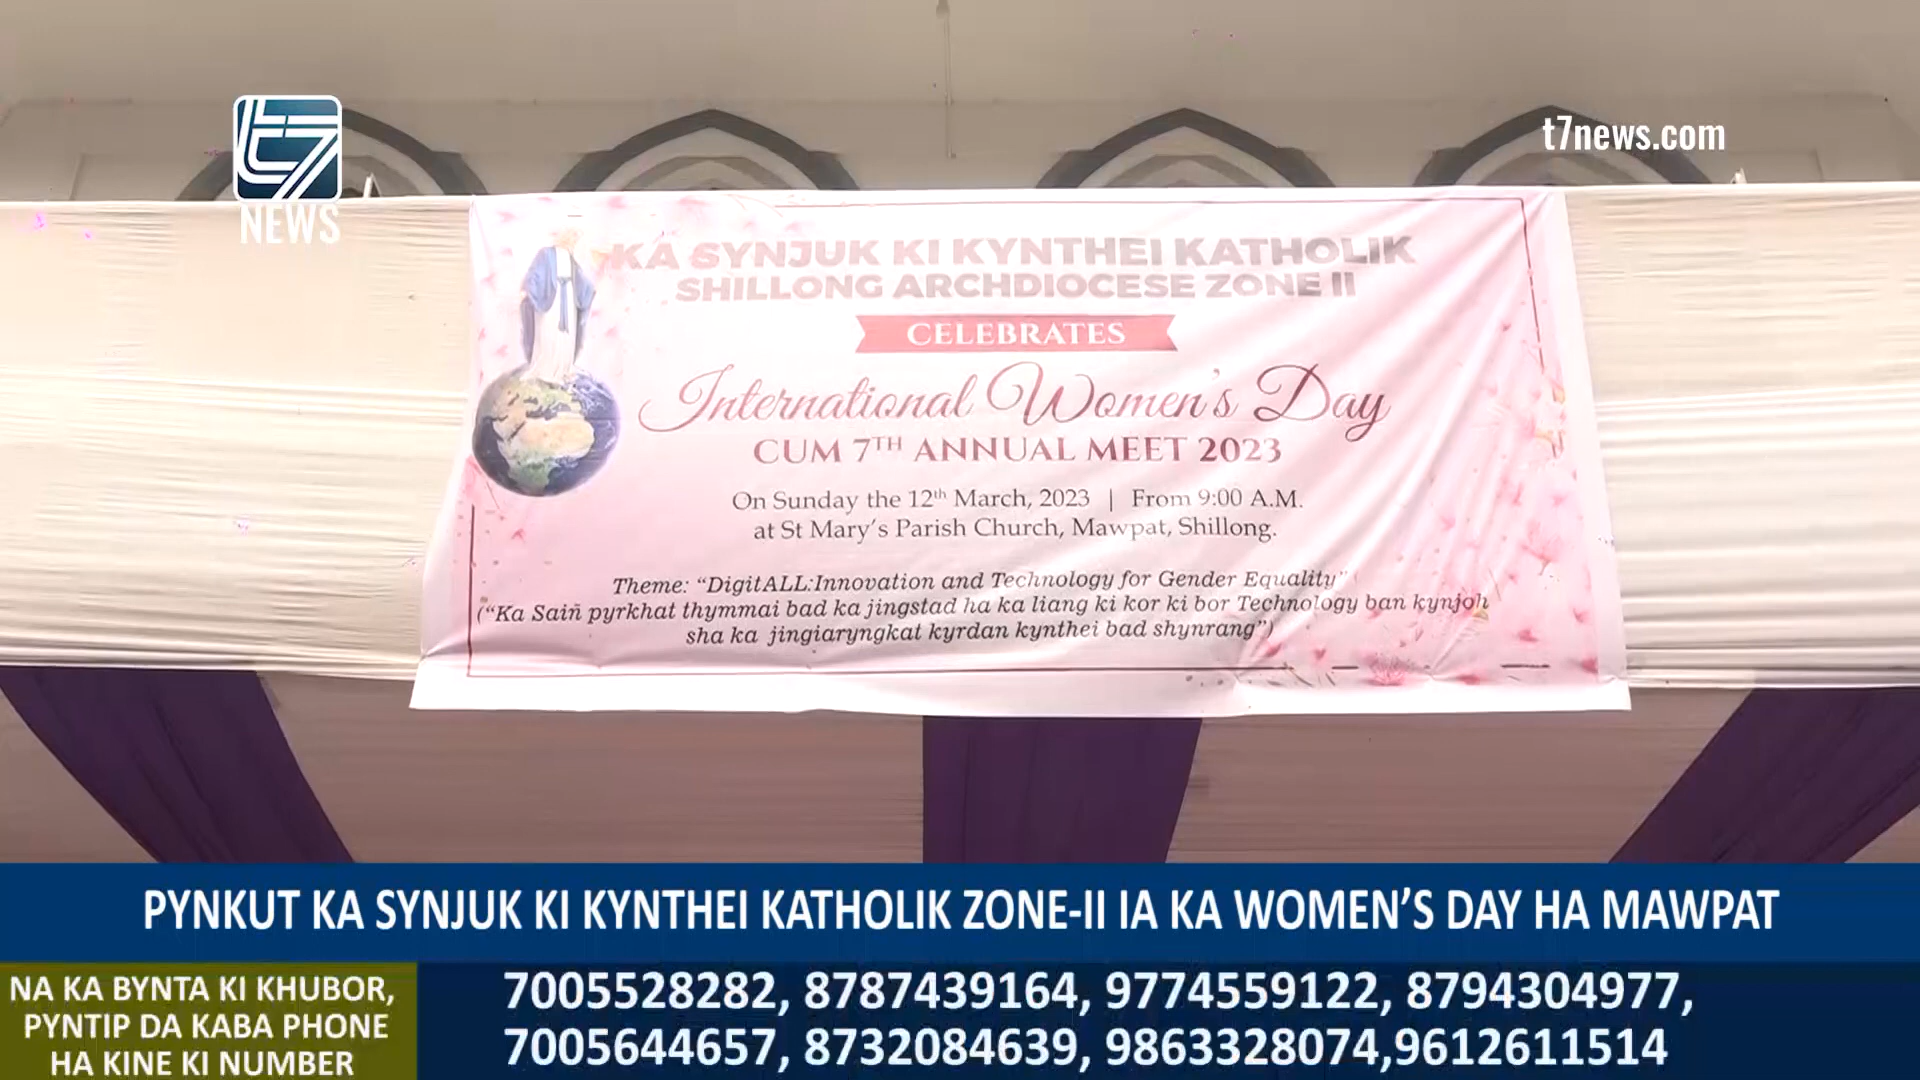 t7
NEWS
t7news.com
KA SYNJUK KI KYNTHEI KATHOLIK
SHILLONG ARCHDIOCESE ZONE II
CELEBRATES
International Women's Day
CUM 7TH ANNUAL MEET 2023
On Sunday the 12th March, 2023 | From 9:00 A.M.
at St Mary's Parish Church, Mawpat, Shillong.
Theme: "DigitALL:Innovation and Technology for Gender Equality"
("Ka Saiñ pyrkhat thymmai bad ka jingstad ha ka liang ki kor ki bor Technology ban kynjoh
sha ka jingiaryngkat kyrdan kynthei bad shynrang")
PYNKUT KA SYNJUK KI KYNTHEI KATHOLIK ZONE-II IA KA WOMEN'S DAY HA MAWPAT
NA KA BYNTA KI KHUBOR,
PYNTIP DA KABA PHONE
HA KINE KI NUMBER
7005528282, 8787439164, 9774559122, 8794304977,
7005644657, 8732084639, 9863328074,9612611514